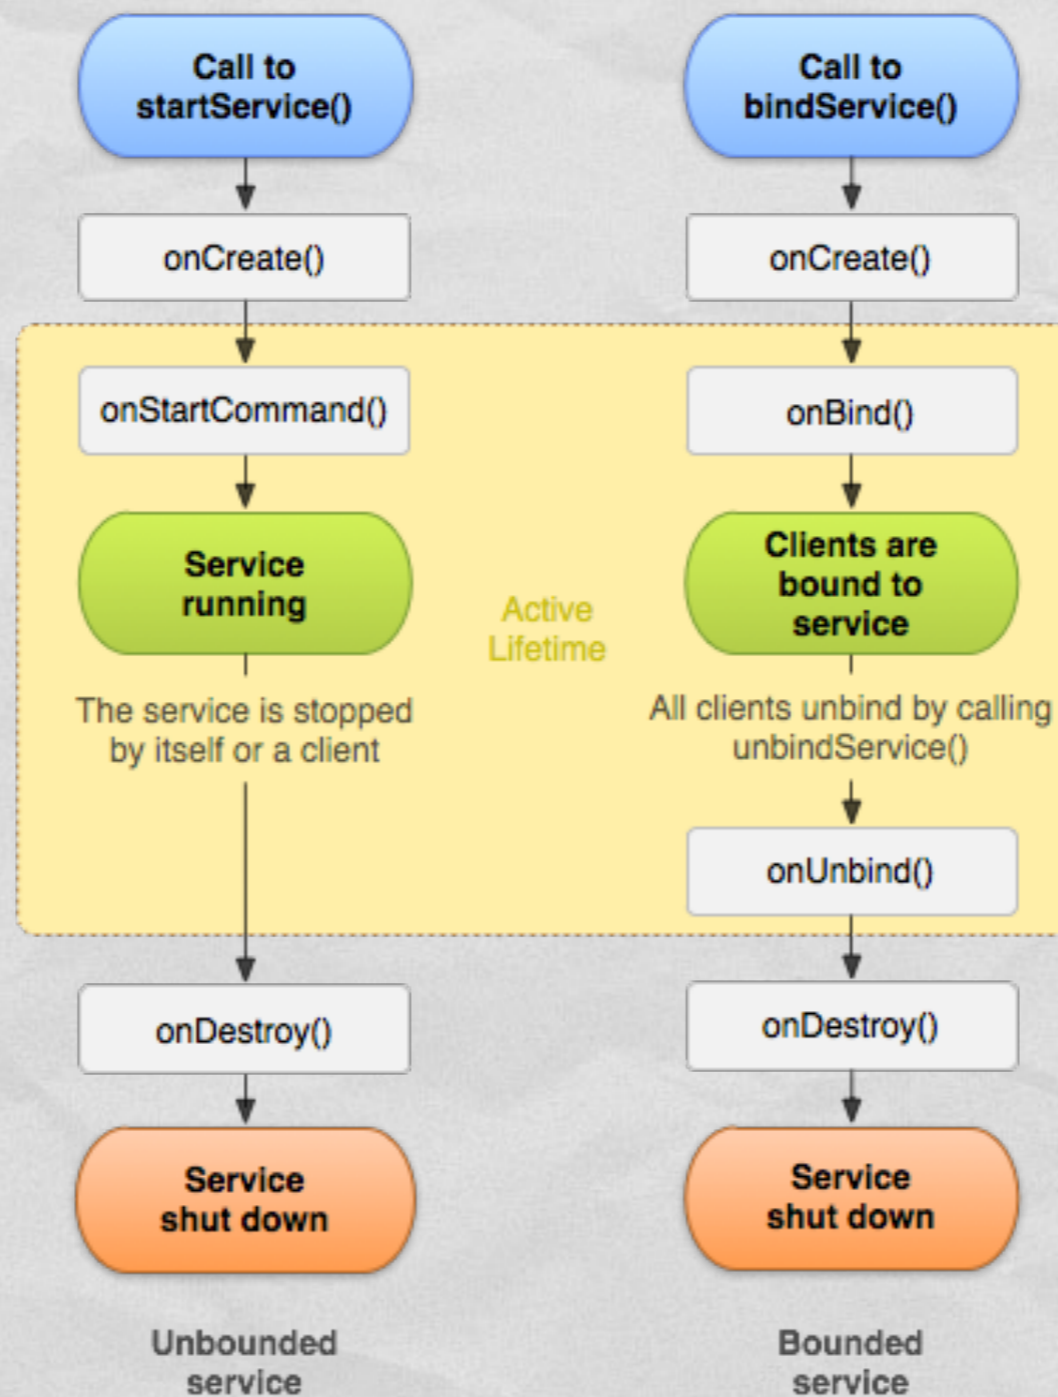 Call to
startService()
onCreate()
onStartCommand()
Service
running
The service is stopped
by itself or a client
onDestroy()
Service
shut down
Unbounded
service
Active
Lifetime
Call to
bindService()
onCreate()
onBind()
Clients are
bound to
service
All clients unbind by calling
unbindService()
onUnbind()
onDestroy()
Service
shut down
Bounded
service